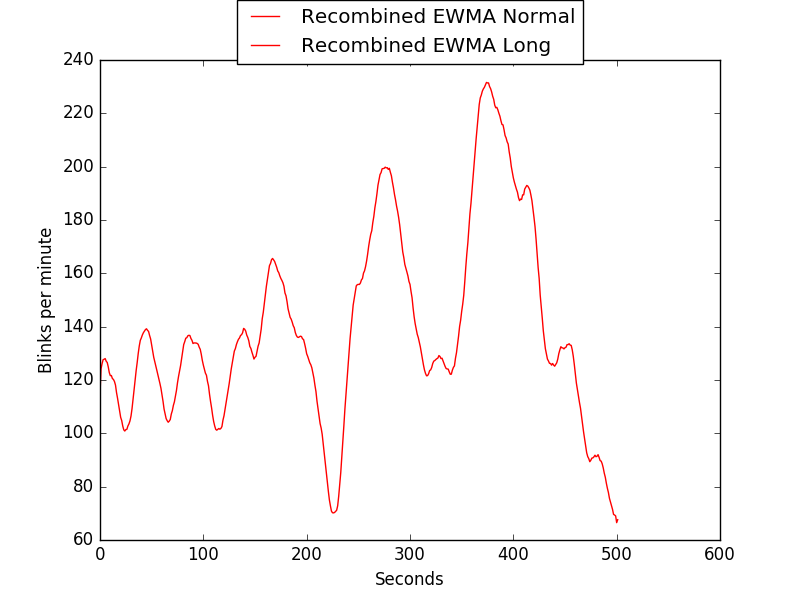 Recombined EWMA Normal
Recombined EWMA Long
240
220
200
180
160
140
120
100
80
60
Blinks per minute
0 100 200 300 400 500 600
Seconds